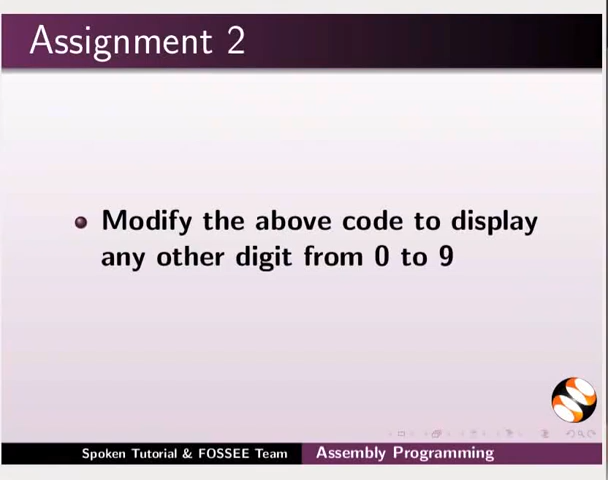 Assignment 2
Modify the above code to display
any other digit from 0 to 9
Spoken Tutorial & FOSSEE Team Assembly Programming